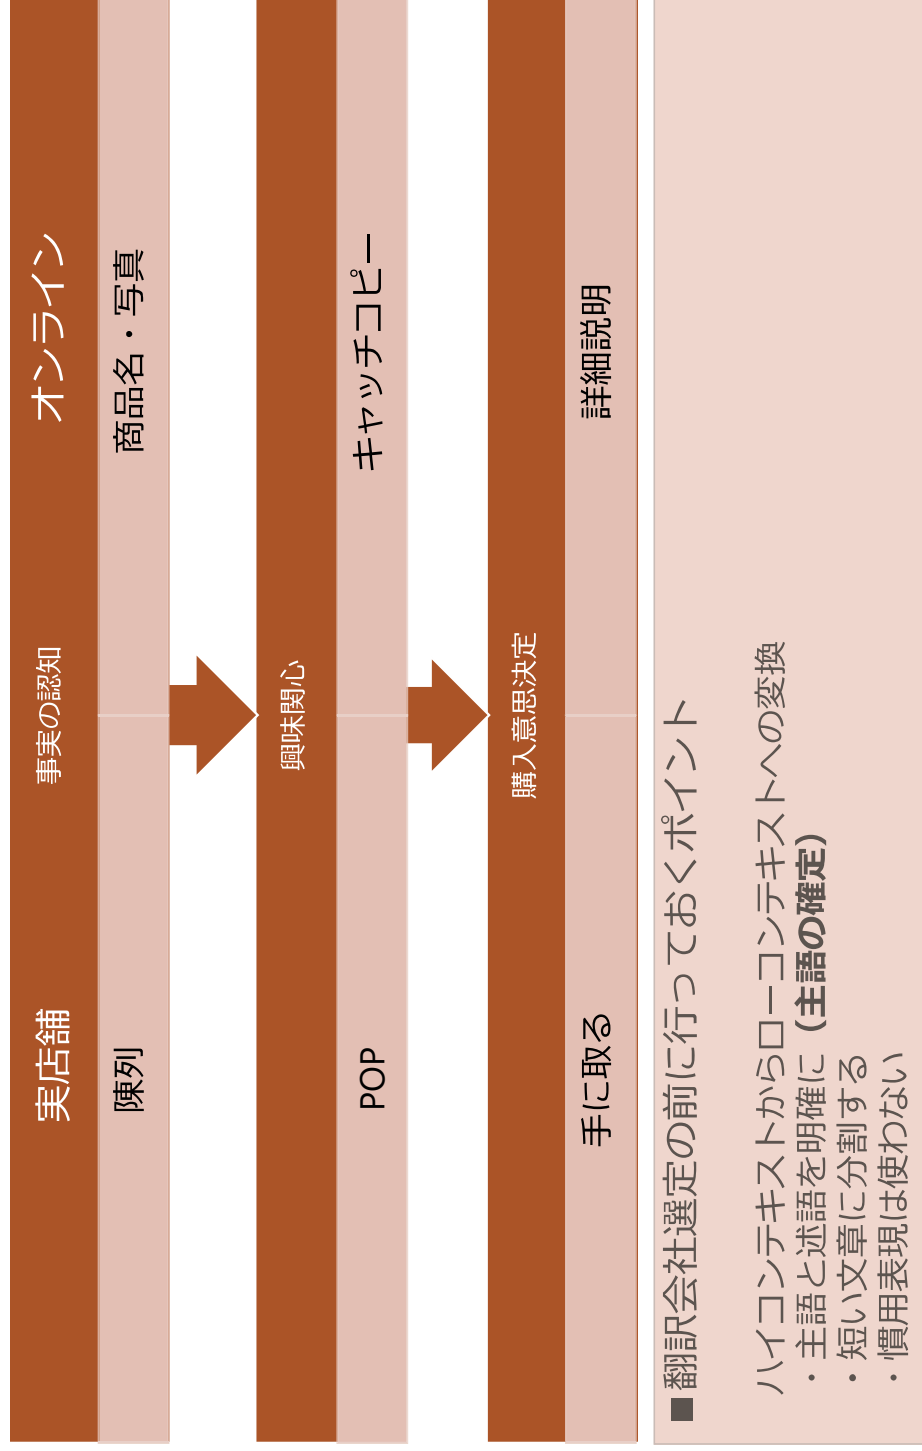 実店舗 事実の認知 オンライン
陳列 商品名・写真
興味関心
POP キャッチコピー
購入意思決定
手に取る 詳細説明
■翻訳会社選定の前に行っておくポイント
ハイコンテキストからローコンテキストへの変換
・主語と述語を明確に（主語の確定）
・短い文章に分割する
・慣用表現は使わない